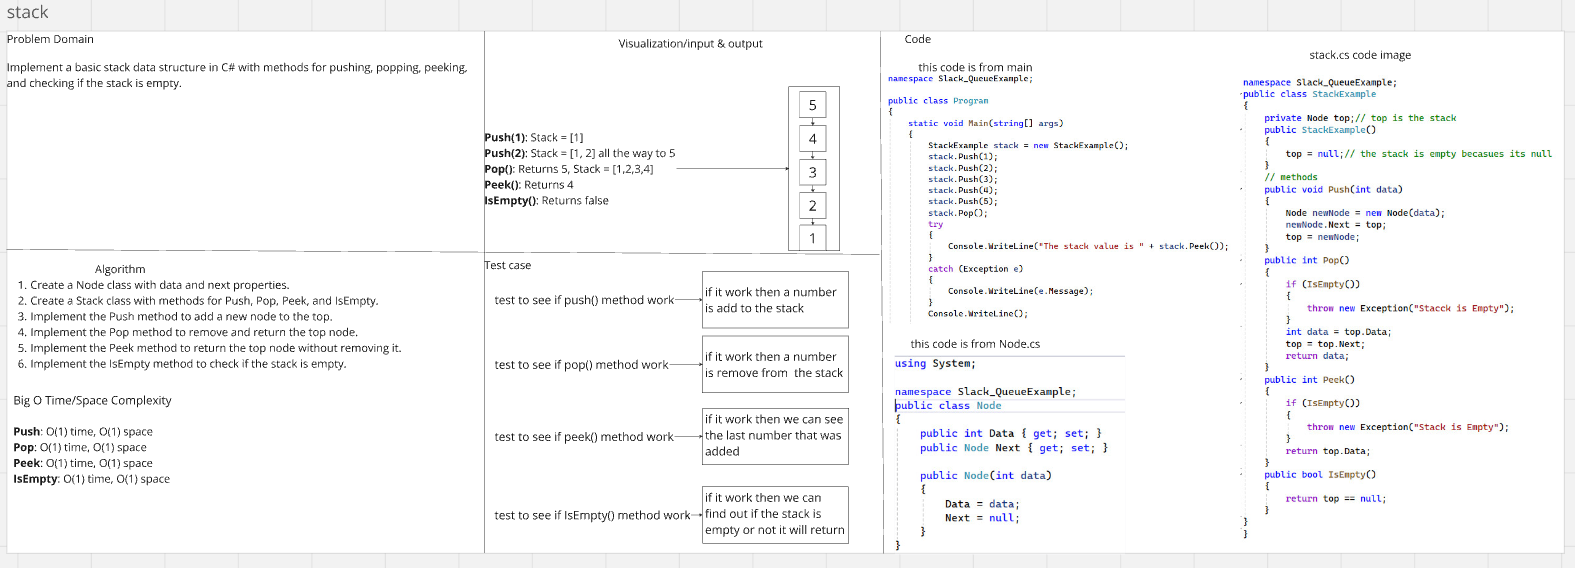 stack
Problem Domain
Implement a basic stack data structure in C# with methods for pushing, popping, peeking,
and checking if the stack is empty.
Visualization/input & output
Push(1): Stack = [1]
Push(2): Stack = [1, 2] all the way to 5
Pop(): Returns 5, Stack = [1,2,3,4]
Peek(): Returns 4
IsEmpty(): Returns false
5
4
3
2
1
Algorithm
1. Create a Node class with data and next properties.
2. Create a Stack class with methods for Push, Pop, Peek, and IsEmpty.
3. Implement the Push method to add a new node to the top.
4. Implement the Pop method to remove and return the top node.
5. Implement the Peek method to return the top node without removing it.
6. Implement the IsEmpty method to check if the stack is empty.
Big O Time/Space Complexity
Push: O(1) time, O(1) space
Pop: O(1) time, O(1) space
Peek: O(1) time, O(1) space
IsEmpty: O(1) time, O(1) space
Test case
test to see if push() method work
if it work then a number
is add to the stack
test to see if pop() method work
if it work then a number
is remove from  the stack
test to see if peek() method work
if it work then we can see
the last number that was
added
test to see if IsEmpty() method work
if it work then we can
find out if the stack is
empty or not it will return
Code
this code is from main
namespace Slack_QueueExample;
public class Program
{
static void Main(string[] args)
{
StackExample stack = new StackExample();
stack.Push(1);
stack.Push(2);
stack.Push(3);
stack.Push(4);
stack.Push(5);
stack.Pop();
try
{
Console.WriteLine("The stack value is " + stack.Peek());
}
catch (Exception e)
{
Console.WriteLine(e.Message);
}
Console.WriteLine();
this code is from Node.cs
using System;
namespace Slack_QueueExample;
public class Node
{
public int Data { get; set; }
public Node Next { get; set; }
public Node(int data)
{
Data = data;
Next = null;
}
}
stack.cs code image
namespace Slack_QueueExample;
public class StackExample
{
private Node top;// top is the stack
public StackExample()
{
top = null;// the stack is empty becasues its null
}
// methods
public void Push(int data)
{
Node newNode = new Node(data);
newNode.Next = top;
top = newNode;
}
public int Pop()
{
if (IsEmpty())
{
throw new Exception("Stacck is Empty");
}
int data = top.Data;
top = top.Next;
return data;
}
public int Peek()
{
if (IsEmpty())
{
throw new Exception("Stack is Empty");
}
return top.Data;
}
public bool IsEmpty()
{
return top == null;
}
}
}